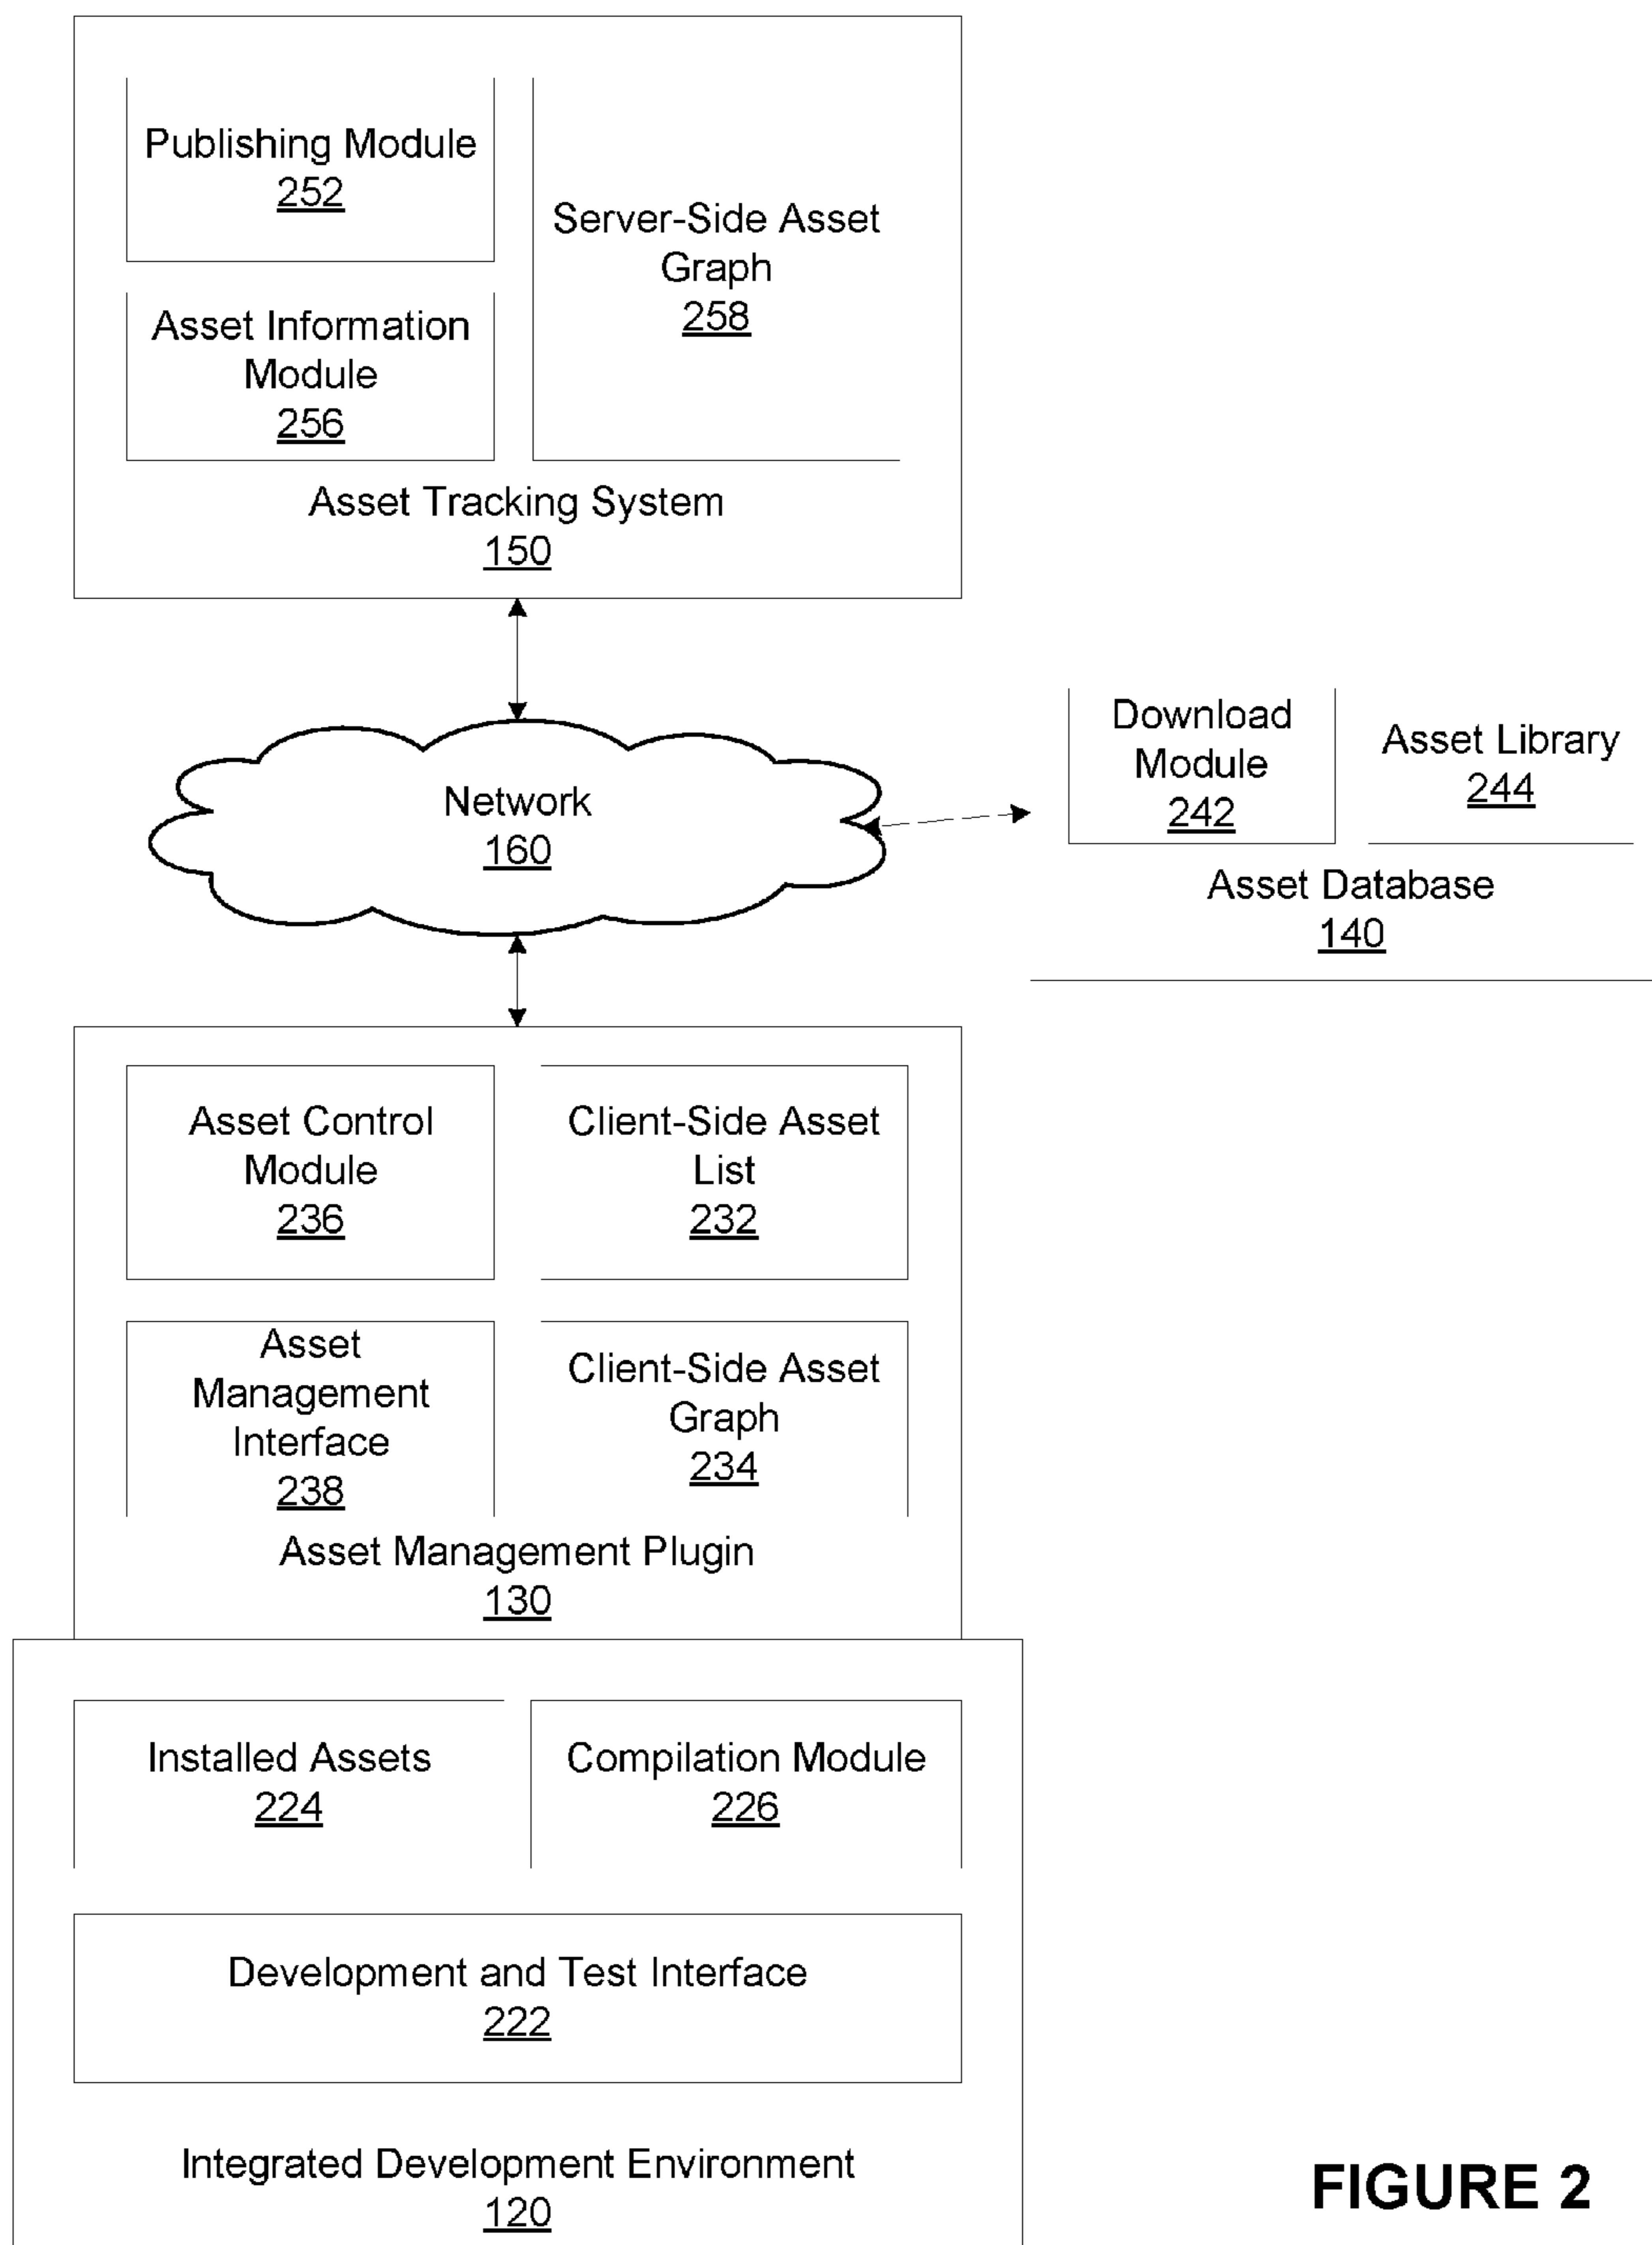 Publishing Module
252
Asset Information
Module
256
Server-Side Asset
Graph
258
Asset Tracking System
150
Network
160
Download
Module
242
Asset Library
244
Asset Database
140
Asset Control
Module
236
Client-Side Asset
List
232
Asset
Management
Interface
238
Client-Side Asset
Graph
234
Asset Management Plugin
130
Installed Assets
224
Compilation Module
226
Development and Test Interface
222
Integrated Development Environment
120
FIGURE 2